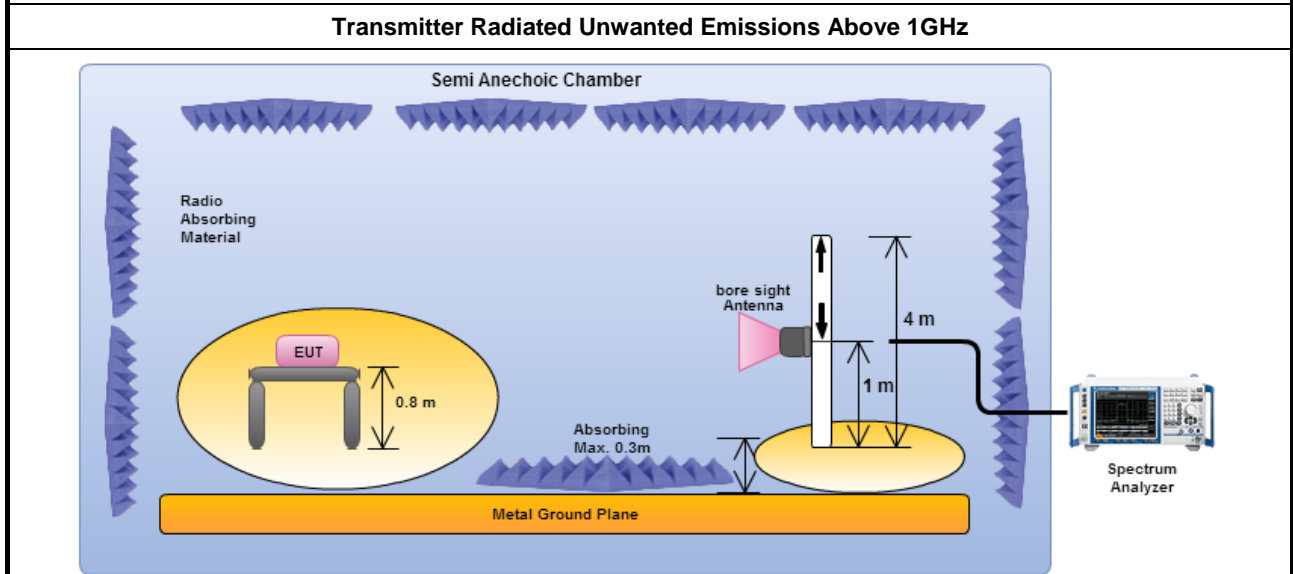 Transmitter Radiated Unwanted Emissions Above 1GHz
Semi Anechoic Chamber
Radio
Absorbing
Material
bore sight
Antenna
4 m
EUT
1 m
0.8 m
Absorbing
Max. 0.3m
Spectrum
Analyzer
Metal Ground Plane